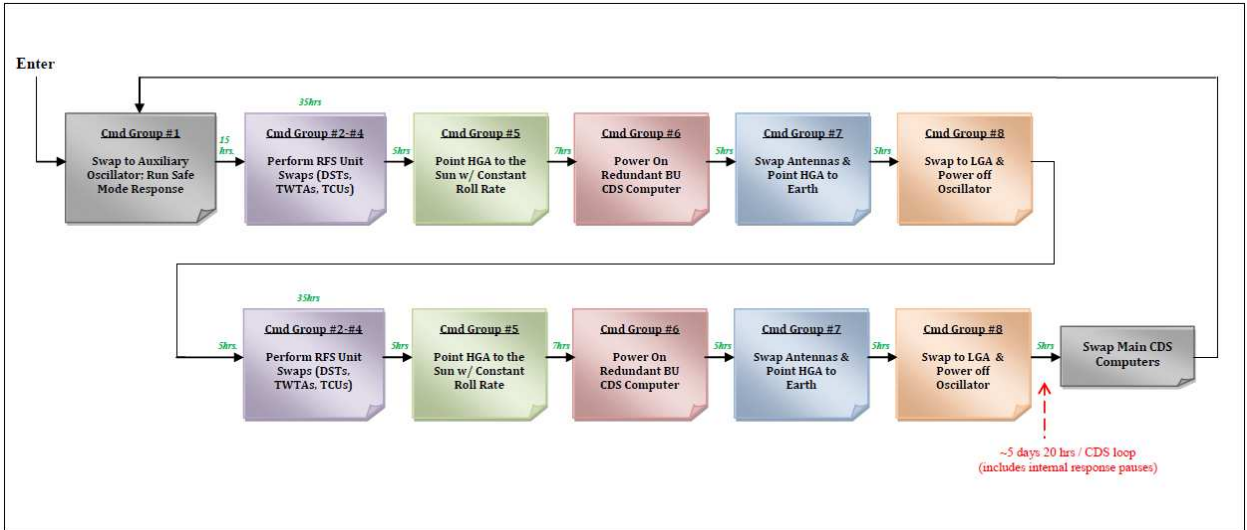 Enter
Cmd Group #1
Swap to Auxiliary
Oscillator; Run Safe
Mode Response
15
hrs.
35hrs
Cmd Group #2-#4
Perform RFS Unit
Swaps (DSTs,
TWTAs, TCUs)
5hrs
Cmd Group #5
Point HGA to the
Sun w/ Constant
Roll Rate
7hrs
Cmd Group #6
Power On
Redundant BU
CDS Computer
5hrs
Cmd Group #7
Swap Antennas &
Point HGA to
Earth
5hrs
Cmd Group #8
Swap to LGA &
Power off
Oscillator
5hrs.
35hrs
Cmd Group #2-#4
Perform RFS Unit
Swaps (DSTs,
TWTAs, TCUs)
5hrs
Cmd Group #5
Point HGA to the
Sun w/ Constant
Roll Rate
7hrs
Cmd Group #6
Power On
Redundant BU
CDS Computer
5hrs
Cmd Group #7
Swap Antennas &
Point HGA to
Earth
5hrs
Cmd Group #8
Swap to LGA &
Power off
Oscillator
5hrs
Swap Main CDS
Computers
~5 days 20 hrs / CDS loop
(includes internal response pauses)